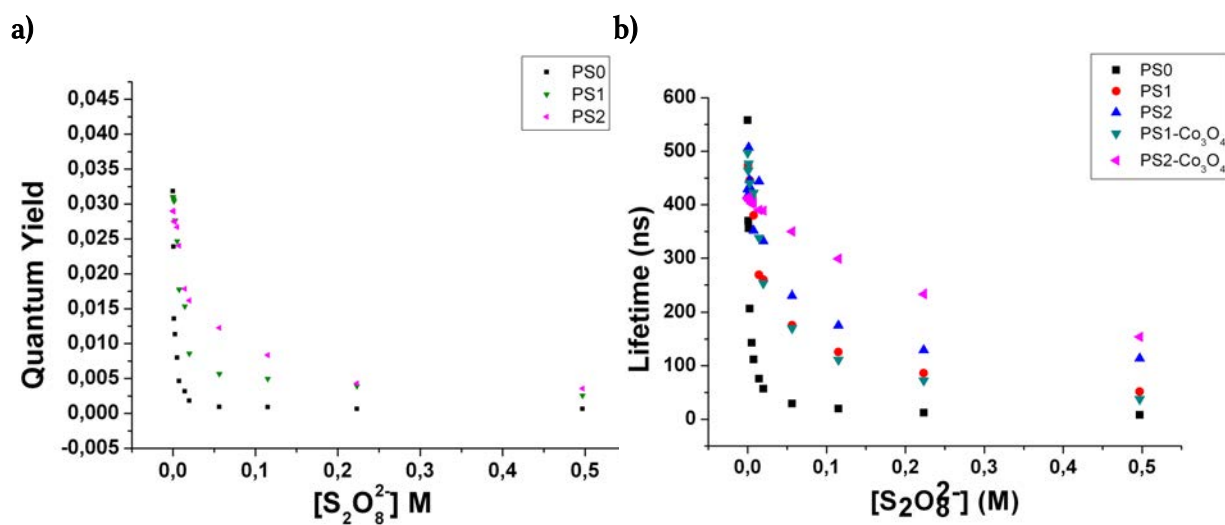 a)
PS0
PS1
PS2
0,045
0,040
0,035
0,030
0,025
0,020
0,015
0,010
0,005
0,000
-0,005
Quantum Yield
0,0 0,1 0,2 0,3 0,4 0,5
[S₂O₈²⁻] M
b)
PS0
PS1
PS2
PS1-Co₃O₄
PS2-Co₃O₄
600
500
400
300
200
100
0
Lifetime (ns)
0,0 0,1 0,2 0,3 0,4 0,5
[S₂O₈²⁻] (M)